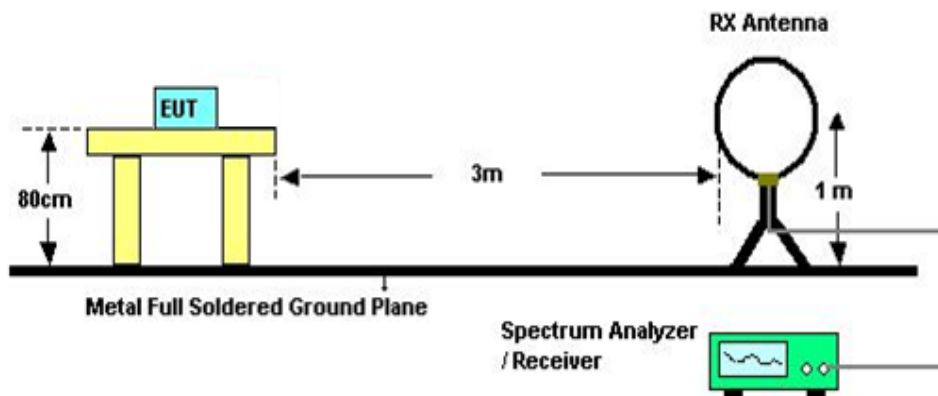 RX Antenna
EUT
3m
80cm
1 m
Metal Full Soldered Ground Plane
Spectrum Analyzer
/ Receiver